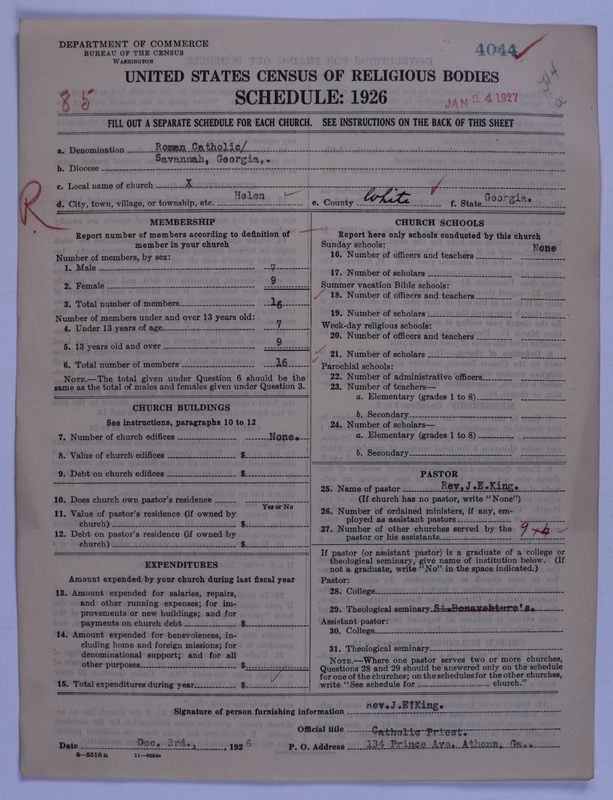 DEPARTMENT OF COMMERCE
BUREAU OF THE CENSUS
WASHINGTON
4044
UNITED STATES CENSUS OF RELIGIOUS BODIES
SCHEDULE: 1926
85
JAN 24 1927
FILL OUT A SEPARATE SCHEDULE FOR EACH CHURCH. SEE INSTRUCTIONS ON THE BACK OF THIS SHEET
a. Denomination Roman Catholic/
b. Diocese Savannah, Georgia,.
c. Local name of church X
d. City, town, village, or township, etc. Helen e. County White f. State Georgia.
R
MEMBERSHIP
Report number of members according to definition of
member in your church
Number of members, by sex:
1. Male 7
2. Female 9
3. Total number of members 16
Number of members under and over 13 years old:
4. Under 13 years of age 7
5. 13 years old and over 9
6. Total number of members 16
NOTE.—The total given under Question 6 should be the
same as the total of males and females given under Question 3.
CHURCH BUILDINGS
See instructions, paragraphs 10 to 12
7. Number of church edifices None.
8. Value of church edifices $
9. Debt on church edifices $
10. Does church own pastor's residence
Yes or No
11. Value of pastor's residence (if owned by
church) $
12. Debt on pastor's residence (if owned by
church) $
EXPENDITURES
Amount expended by your church during last fiscal year
13. Amount expended for salaries, repairs,
and other running expenses; for im-
provements or new buildings; and for
payments on church debt $
14. Amount expended for benevolences, in-
cluding home and foreign missions; for
denominational support; and for all
other purposes $
15. Total expenditures during year $
CHURCH SCHOOLS
Report here only schools conducted by this church
Sunday schools: None
16. Number of officers and teachers
17. Number of scholars
Summer vacation Bible schools:
18. Number of officers and teachers
19. Number of scholars
Week-day religious schools:
20. Number of officers and teachers
21. Number of scholars
Parochial schools:
22. Number of administrative officers
23. Number of teachers—
a. Elementary (grades 1 to 8)
b. Secondary
24. Number of scholars—
a. Elementary (grades 1 to 8)
b. Secondary
PASTOR
25. Name of pastor Rev.J.E.King.
(If church has no pastor, write "None")
26. Number of ordained ministers, if any, em-
ployed as assistant pastors
27. Number of other churches served by the
pastor or his assistants 9
If pastor (or assistant pastor) is a graduate of a college or
theological seminary, give name of institution below. (If
not a graduate, write "No" in the space indicated.)
Pastor:
28. College
29. Theological seminary St.Bonaventure's.
Assistant pastor:
30. College
31. Theological seminary
NOTE.—Where one pastor serves two or more churches,
Questions 28 and 29 should be answered only on the schedule
for one of the churches; on the schedules for the other churches,
write "See schedule for church."
Signature of person furnishing information Rev.J.E.King.
Official title Catholic Priest.
Date Dec. 3rd., , 1926 P. O. Address 134 Prince Ave. Athens, Ga..
8—5518a 11—9054